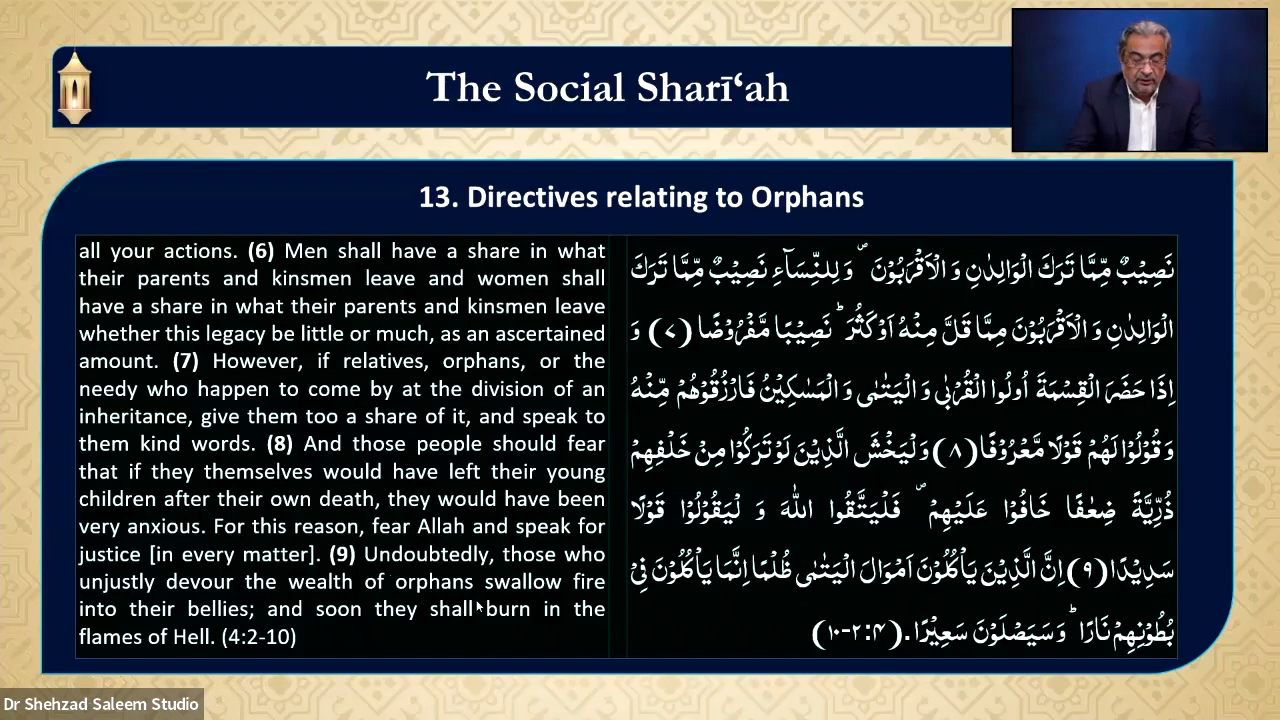 The Social Sharī‘ah
13. Directives relating to Orphans
all your actions. (6) Men shall have a share in what
their parents and kinsmen leave and women shall
have a share in what their parents and kinsmen leave
whether this legacy be little or much, as an ascertained
amount. (7) However, if relatives, orphans, or the
needy who happen to come by at the division of an
inheritance, give them too a share of it, and speak to
them kind words. (8) And those people should fear
that if they themselves would have left their young
children after their own death, they would have been
very anxious. For this reason, fear Allah and speak for
justice [in every matter]. (9) Undoubtedly, those who
unjustly devour the wealth of orphans swallow fire
into their bellies; and soon they shall burn in the
flames of Hell. (4:2-10)
نَصِيْبٌ مِّمَّا تَرَكَ الْوَالِدٰنِ وَ الْاَقْرَبُوْنَ ۪ وَ لِلنِّسَآءِ نَصِيْبٌ مِّمَّا تَرَكَ
الْوَالِدٰنِ وَ الْاَقْرَبُوْنَ مِمَّا قَلَّ مِنْهُ اَوْ كَثُرَ ؕ نَصِيْبًا مَّفْرُوْضًا (۷) وَ
اِذَا حَضَرَ الْقِسْمَةَ اُولُوا الْقُرْبٰى وَ الْيَتٰمٰى وَ الْمَسٰكِيْنُ فَارْزُقُوْهُمْ مِّنْهُ
وَ قُوْلُوْا لَهُمْ قَوْلًا مَّعْرُوْفًا (۸) وَ لْيَخْشَ الَّذِيْنَ لَوْ تَرَكُوْا مِنْ خَلْفِهِمْ
ذُرِّيَّةً ضِعٰفًا خَافُوْا عَلَيْهِمْ ۪ فَلْيَتَّقُوا اللّٰهَ وَ لْيَقُوْلُوْا قَوْلًا
سَدِيْدًا (۹) اِنَّ الَّذِيْنَ يَاْكُلُوْنَ اَمْوَالَ الْيَتٰمٰى ظُلْمًا اِنَّمَا يَاْكُلُوْنَ فِيْ
بُطُوْنِهِمْ نَارًا ؕ وَ سَيَصْلَوْنَ سَعِيْرًا. (۴: ۲-۱۰)
Dr Shehzad Saleem Studio